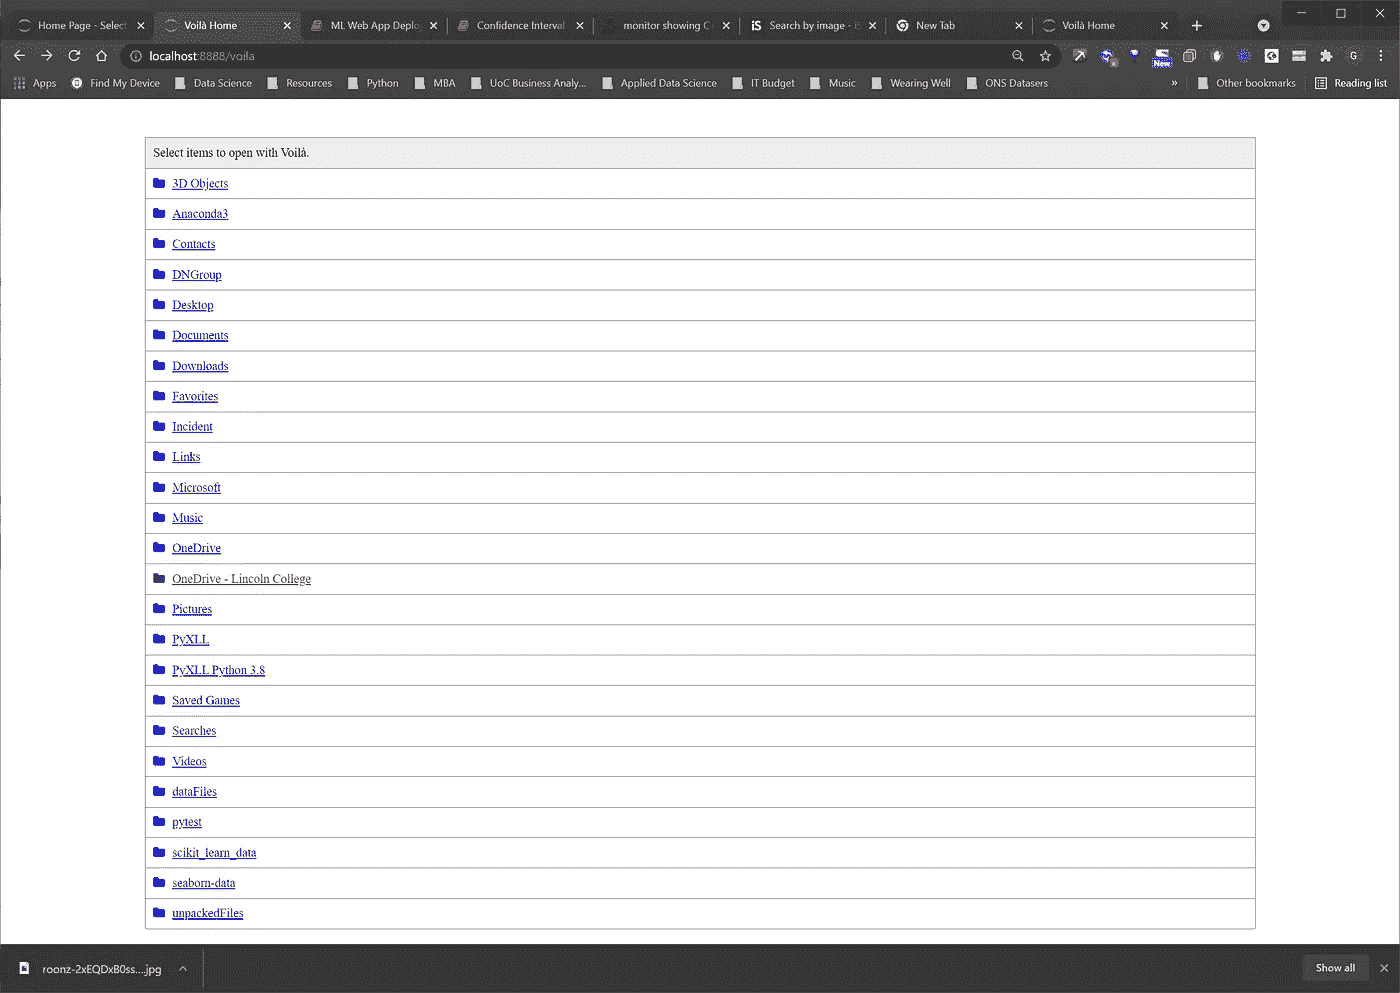 Home Page - Select
Voilà Home
ML Web App Deplo
Confidence Interval
monitor showing C
iS Search by image - i
New Tab
Voilà Home
localhost:8888/voila
New
G
Apps
Find My Device
Data Science
Resources
Python
MBA
UoC Business Analy...
Applied Data Science
IT Budget
Music
Wearing Well
ONS Datasers
»
Other bookmarks
Reading list
Select items to open with Voilà.
3D Objects
Anaconda3
Contacts
DNGroup
Desktop
Documents
Downloads
Favorites
Incident
Links
Microsoft
Music
OneDrive
OneDrive - Lincoln College
Pictures
PyXLL
PyXLL Python 3.8
Saved Games
Searches
Videos
dataFiles
pytest
scikit_learn_data
seaborn-data
unpackedFiles
roonz-2xEQDxB0ss....jpg
Show all